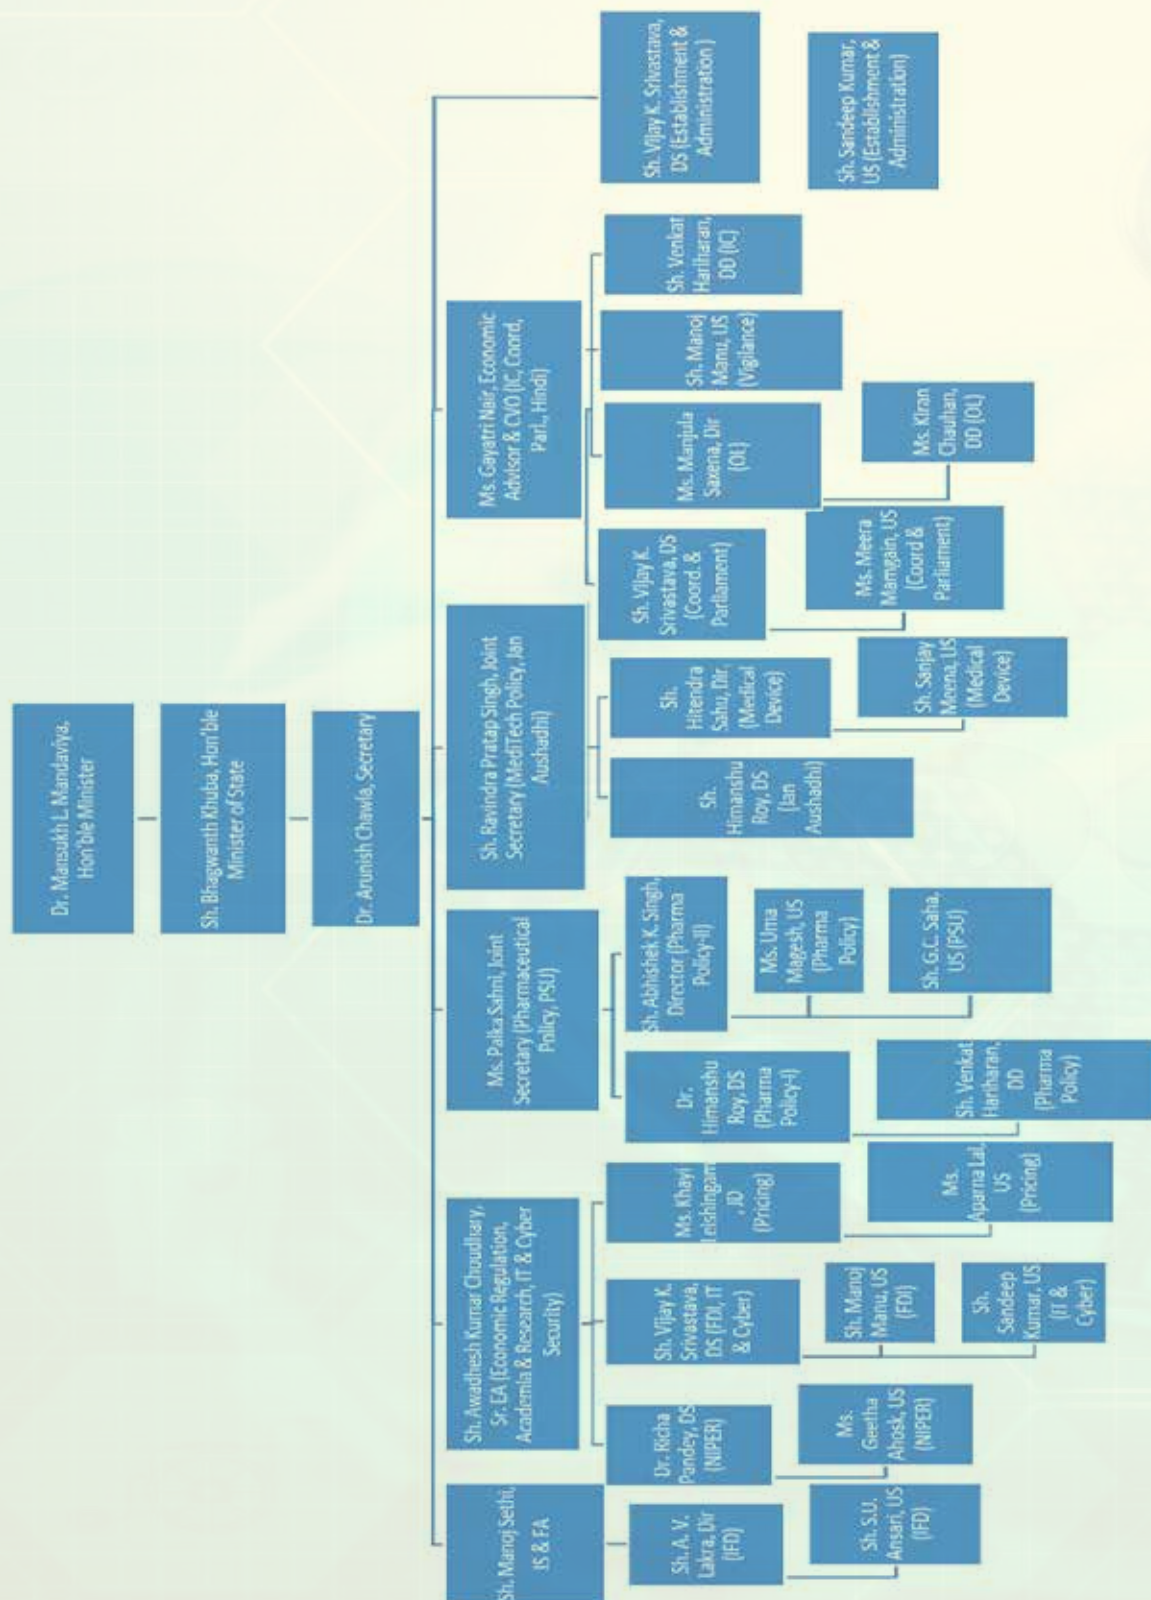 Dr. Mansukh L. Mandaviya,
Hon'ble Minister
Sh. Bhagwanth Khuba, Hon'ble
Minister of State
Dr. Arunish Chawla, Secretary
Sh. Manoj Sethi,
JS & FA
Sh. Awadhesh Kumar Choudhary,
Sr. EA (Economic Regulation,
Academia & Research, IT & Cyber
Security)
Ms. Palka Sahni, Joint
Secretary (Pharmaceutical
Policy, PSU)
Sh. Ravindra Pratap Singh, Joint
Secretary (MediTech Policy, Jan
Aushadhi)
Ms. Gayatri Nair, Economic
Advisor & CVO (IC, Coord,
Parl., Hindi)
Sh. Vijay K. Srivastava,
DS (Establishment &
Administration )
Sh. A. V.
Lakra, Dir
(IFD)
Sh. S.U.
Ansari, US
(IFD)
Dr. Richa
Pandey, DS
(NIPER)
Ms.
Geetha
Ahosk, US
(NIPER)
Sh. Vijay K.
Srivastava,
DS (FDI, IT
& Cyber)
Sh. Manoj
Manu, US
(FDI)
Sh.
Sandeep
Kumar, US
(IT &
Cyber)
Ms. Khayi
Leishingam
, JD
(Pricing)
Ms.
Aparna Lal,
US
(Pricing)
Dr.
Himanshu
Roy, DS
(Pharma
Policy-I)
Sh. Venkat
Hariharan,
DD
(Pharma
Policy)
Sh. Abhishek K. Singh,
Director (Pharma
Policy-II)
Ms. Uma
Magesh, US
(Pharma
Policy)
Sh. G.C. Saha,
US (PSU)
Sh.
Himanshu
Roy, DS
(Jan
Aushadhi)
Sh.
Hitendra
Sahu, Dir.
(Medical
Device)
Sh. Sanjay
Meena, US
(Medical
Device)
Sh. Vijay K.
Srivastava, DS
(Coord. &
Parliament)
Ms. Meera
Mamgain, US
(Coord &
Parliament)
Ms. Manjula
Saxena, Dir
(OL)
Ms. Kiran
Chauhan,
DD (OL)
Sh. Manoj
Manu, US
(Vigilance)
Sh. Venkat
Hariharan,
DD (IC)
Sh. Sandeep Kumar,
US (Establishment &
Administration)